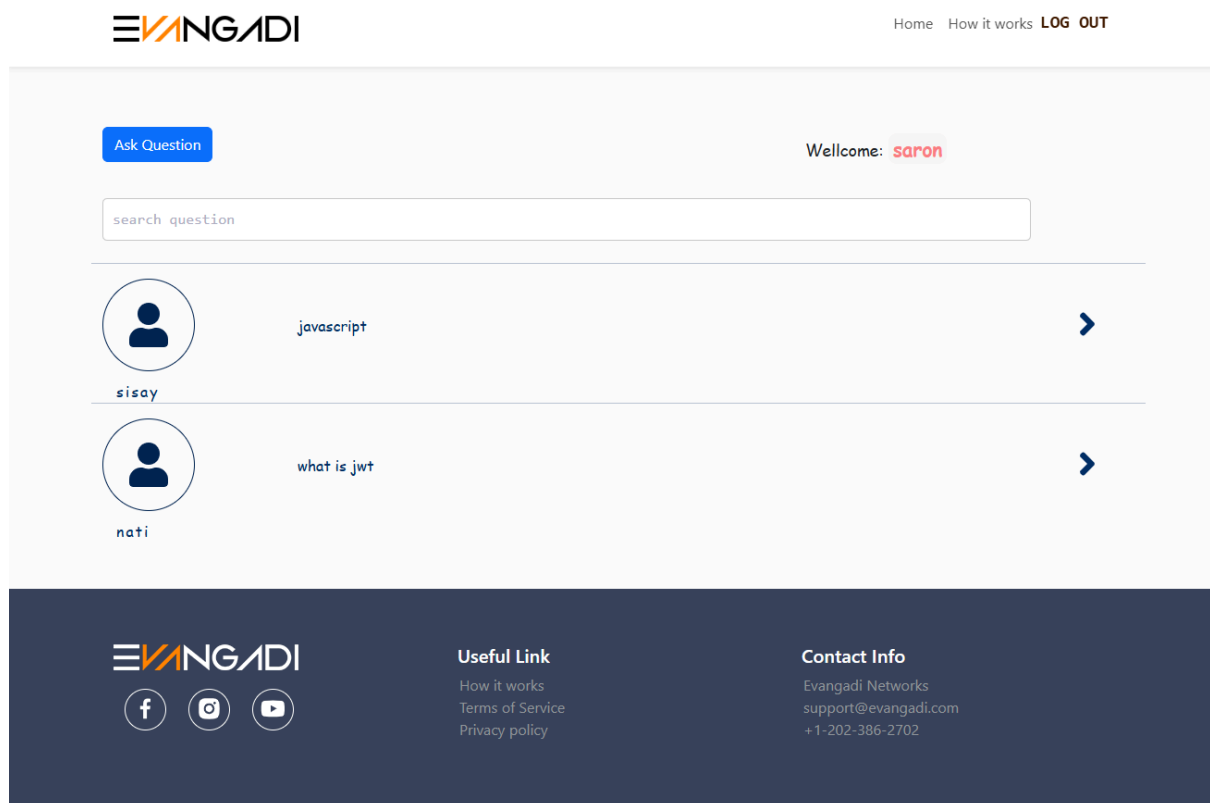 EVANGADI
Home How it works LOG OUT
Ask Question
Wellcome: saron
search question
javascript
sisay
what is jwt
nati
EVANGADI
Useful Link
How it works
Terms of Service
Privacy policy
Contact Info
Evangadi Networks
support@evangadi.com
+1-202-386-2702